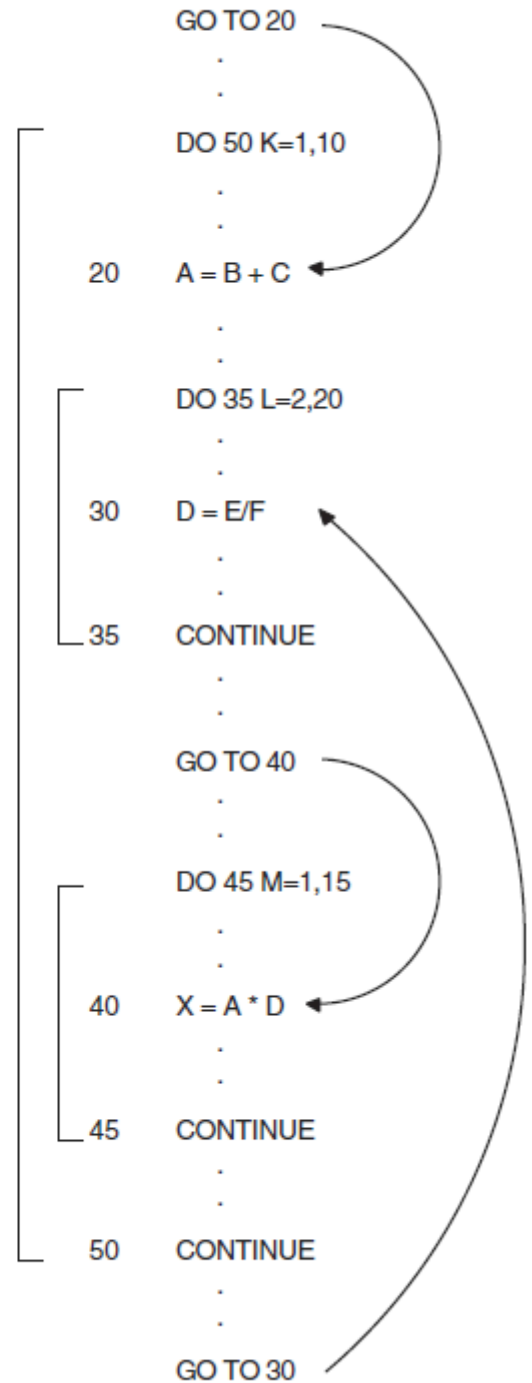 GO TO 20
.
.
DO 50 K=1,10
.
.
20 A = B + C
.
.
DO 35 L=2,20
.
.
30 D = E/F
.
.
35 CONTINUE
.
.
GO TO 40
.
.
DO 45 M=1,15
.
.
40 X = A * D
.
.
45 CONTINUE
.
.
50 CONTINUE
.
.
GO TO 30